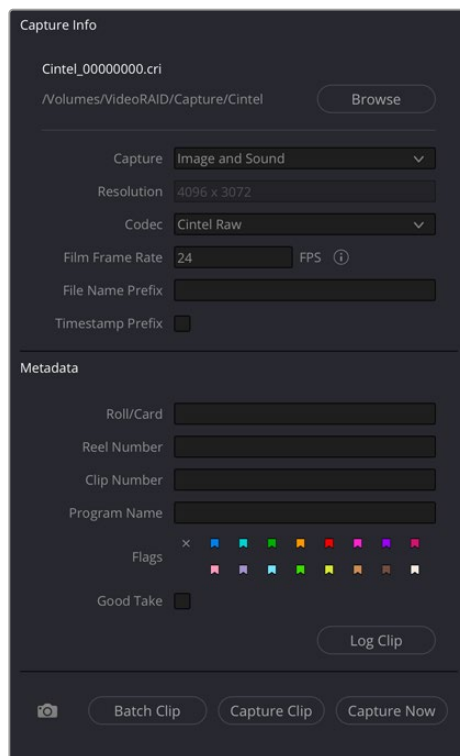 Capture Info
Cintel_00000000.cri
/Volumes/VideoRAID/Capture/Cintel Browse
Capture Image and Sound
Resolution 4096 x 3072
Codec Cintel Raw
Film Frame Rate 24 FPS
File Name Prefix
Timestamp Prefix
Metadata
Roll/Card
Reel Number
Clip Number
Program Name
Flags
Good Take
Log Clip
Batch Clip Capture Clip Capture Now